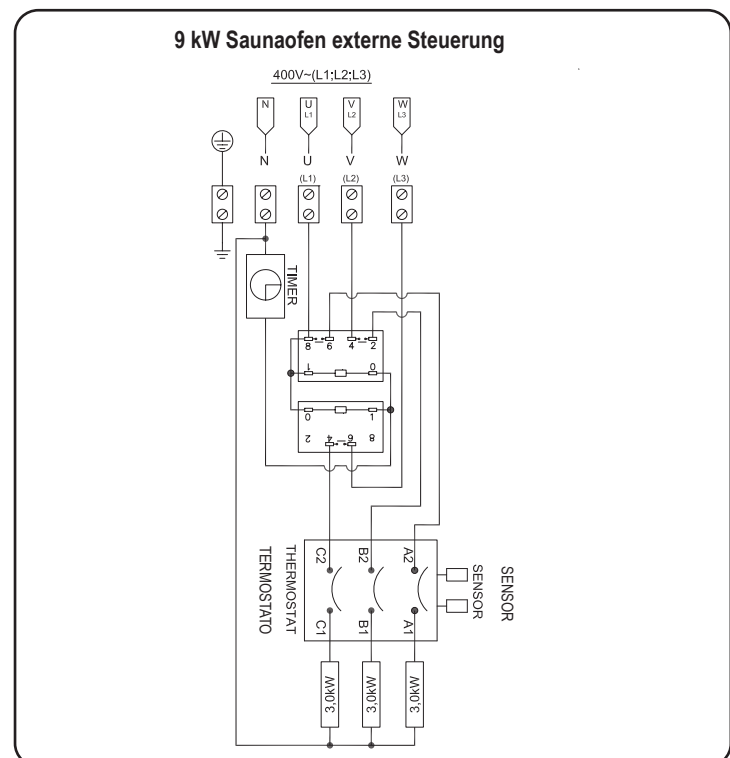 9 kW Saunaofen externe Steuerung
400V~(L1;L2;L3)
N
U
L1
V
L2
W
L3
N
U
V
W
(L1)
(L2)
(L3)
TIMER
8
6
4
2
1
0
0
1
2
4
6
8
C2
B2
A2
TERMOSTATO
THERMOSTAT
SENSOR
SENSOR
SENSOR
C1
B1
A1
3,0kW
3,0kW
3,0kW